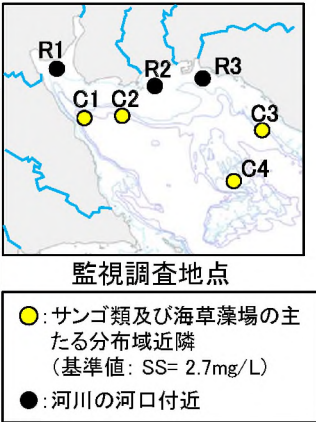 R1
R2
R3
C1
C2
C3
C4
監視調査地点
○:サンゴ類及び海草藻場の主
たる分布域近隣
(基準値: SS= 2.7mg/L)
●:河川の河口付近